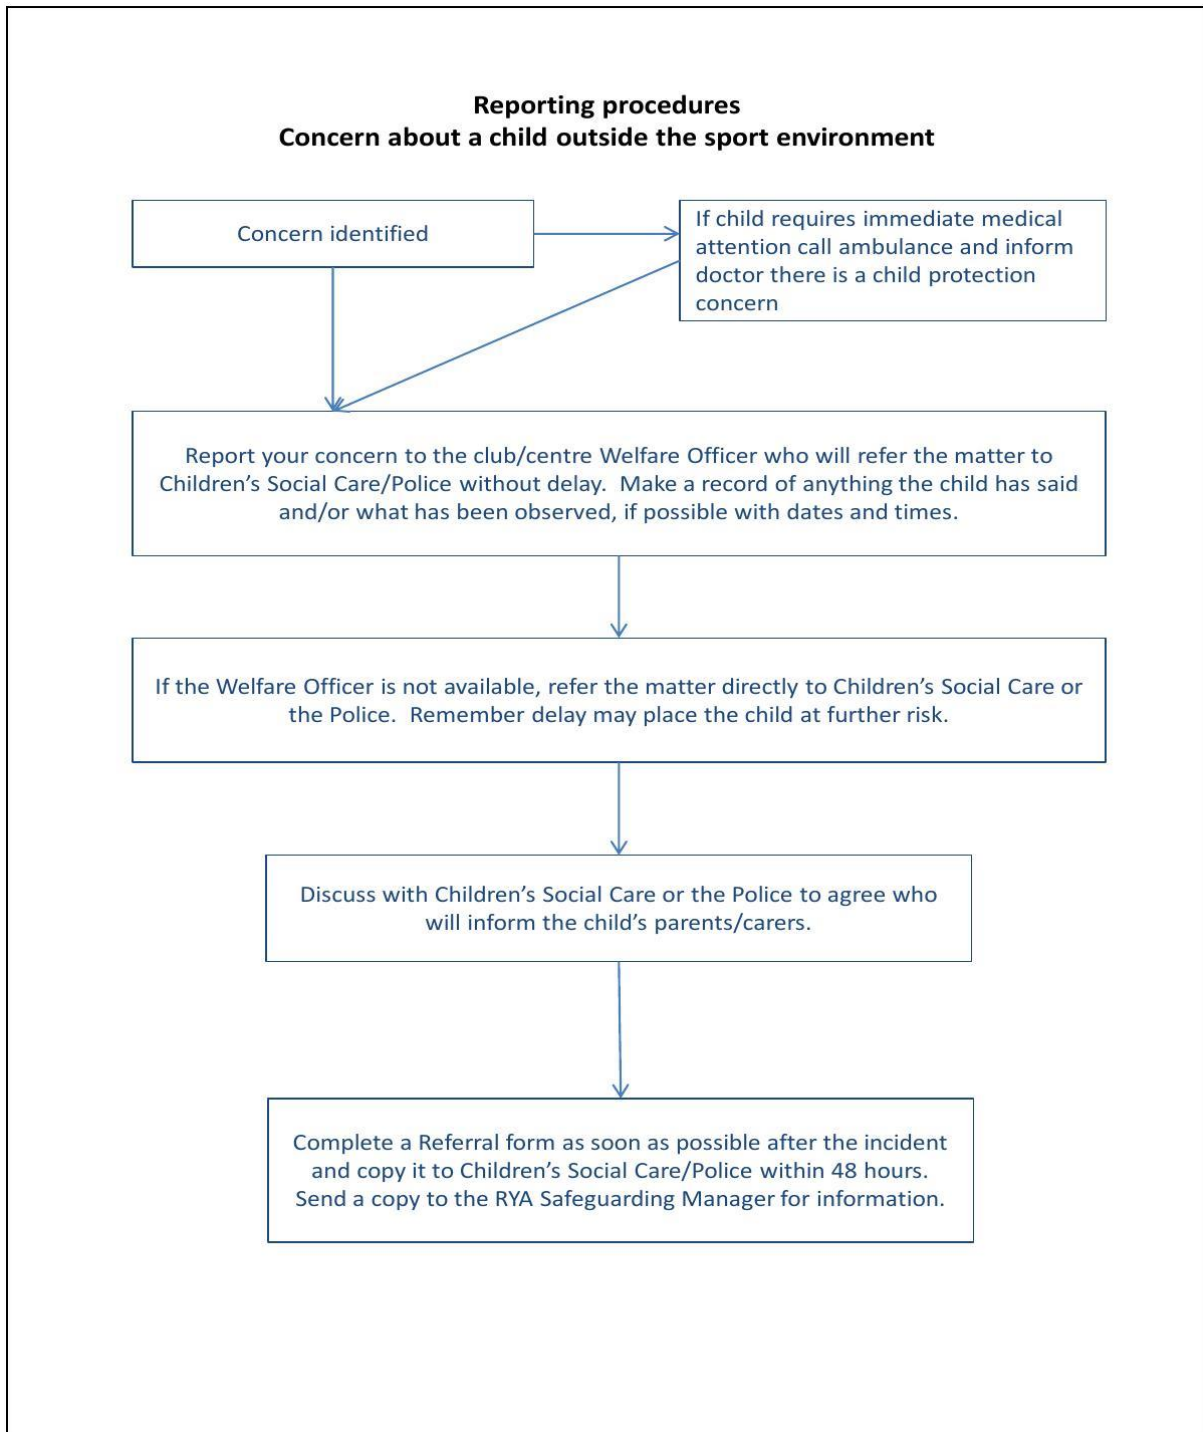 Reporting procedures
Concern about a child outside the sport environment
Concern identified
If child requires immediate medical
attention call ambulance and inform
doctor there is a child protection
concern
Report your concern to the club/centre Welfare Officer who will refer the matter to
Children’s Social Care/Police without delay.  Make a record of anything the child has said
and/or what has been observed, if possible with dates and times.
If the Welfare Officer is not available, refer the matter directly to Children’s Social Care or
the Police.  Remember delay may place the child at further risk.
Discuss with Children’s Social Care or the Police to agree who
will inform the child’s parents/carers.
Complete a Referral form as soon as possible after the incident
and copy it to Children’s Social Care/Police within 48 hours.
Send a copy to the RYA Safeguarding Manager for information.